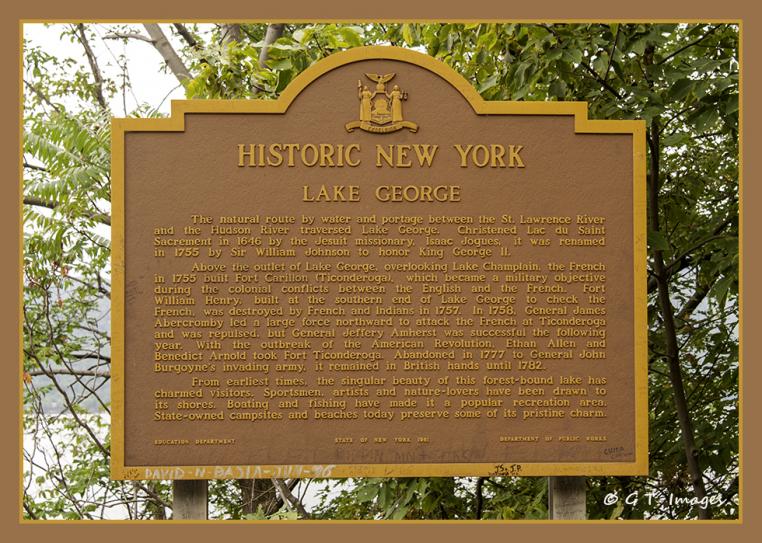 EXCELSIOR
HISTORIC NEW YORK
LAKE GEORGE
The natural route by water and portage between the St. Lawrence River
and the Hudson River traversed Lake George. Christened Lac du Saint
Sacrement in 1646 by the Jesuit missionary, Isaac Jogues, it was renamed
in 1755 by Sir William Johnson to honor King George II.
Above the outlet of Lake George, overlooking Lake Champlain, the French
in 1755 built Fort Carillon (Ticonderoga), which became a military objective
during the colonial conflicts between the English and the French. Fort
William Henry, built at the southern end of Lake George to check the
French, was destroyed by French and Indians in 1757. In 1758, General James
Abercromby led a large force northward to attack the French at Ticonderoga
and was repulsed, but General Jeffery Amherst was successful the following
year. With the outbreak of the American Revolution, Ethan Allen and
Benedict Arnold took Fort Ticonderoga. Abandoned in 1777 to General John
Burgoyne's invading army, it remained in British hands until 1782.
From earliest times, the singular beauty of this forest-bound lake has
charmed visitors. Sportsmen, artists and nature-lovers have been drawn to
its shores. Boating and fishing have made it a popular recreation area.
State-owned campsites and beaches today preserve some of its pristine charm.
EDUCATION DEPARTMENT STATE OF NEW YORK 1961 DEPARTMENT OF PUBLIC WORKS
DAVID-N-
JS. J.P.
© G T Images